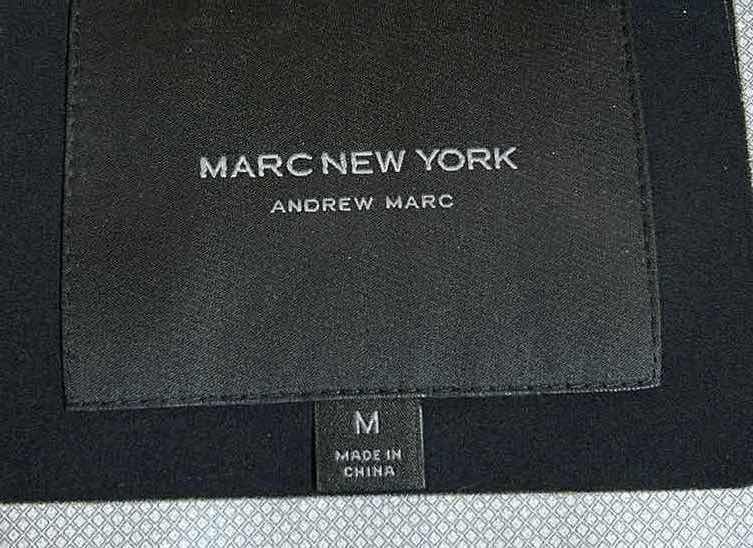 MARC NEW YORK
ANDREW MARC
M
MADE IN
CHINA